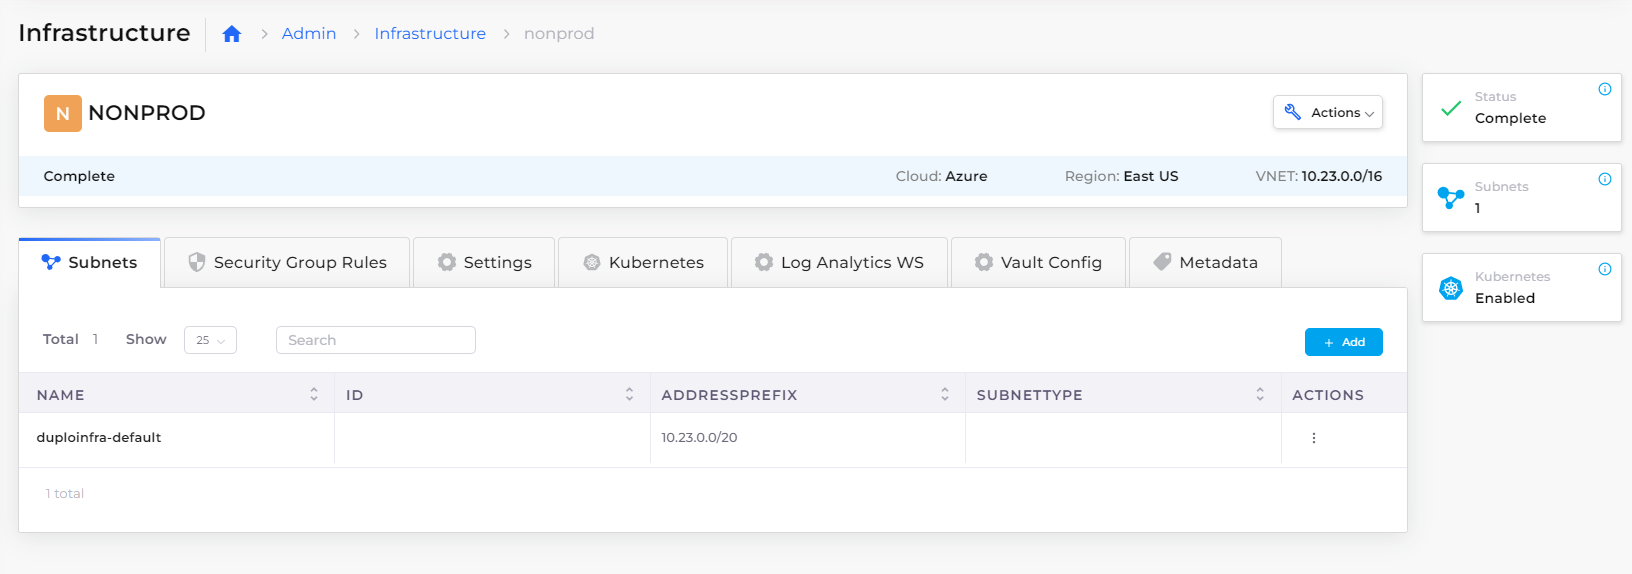 Infrastructure
Admin > Infrastructure > nonprod
N NONPROD
Actions
Complete
Cloud: Azure
Region: East US
VNET: 10.23.0.0/16
Status
Complete
Subnets
1
Kubernetes
Enabled
Subnets
Security Group Rules
Settings
Kubernetes
Log Analytics WS
Vault Config
Metadata
Total 1 Show 25 Search
+ Add
NAME ID ADDRESSPREFIX SUBNETTYPE ACTIONS
duploinfra-default 10.23.0.0/20
1 total